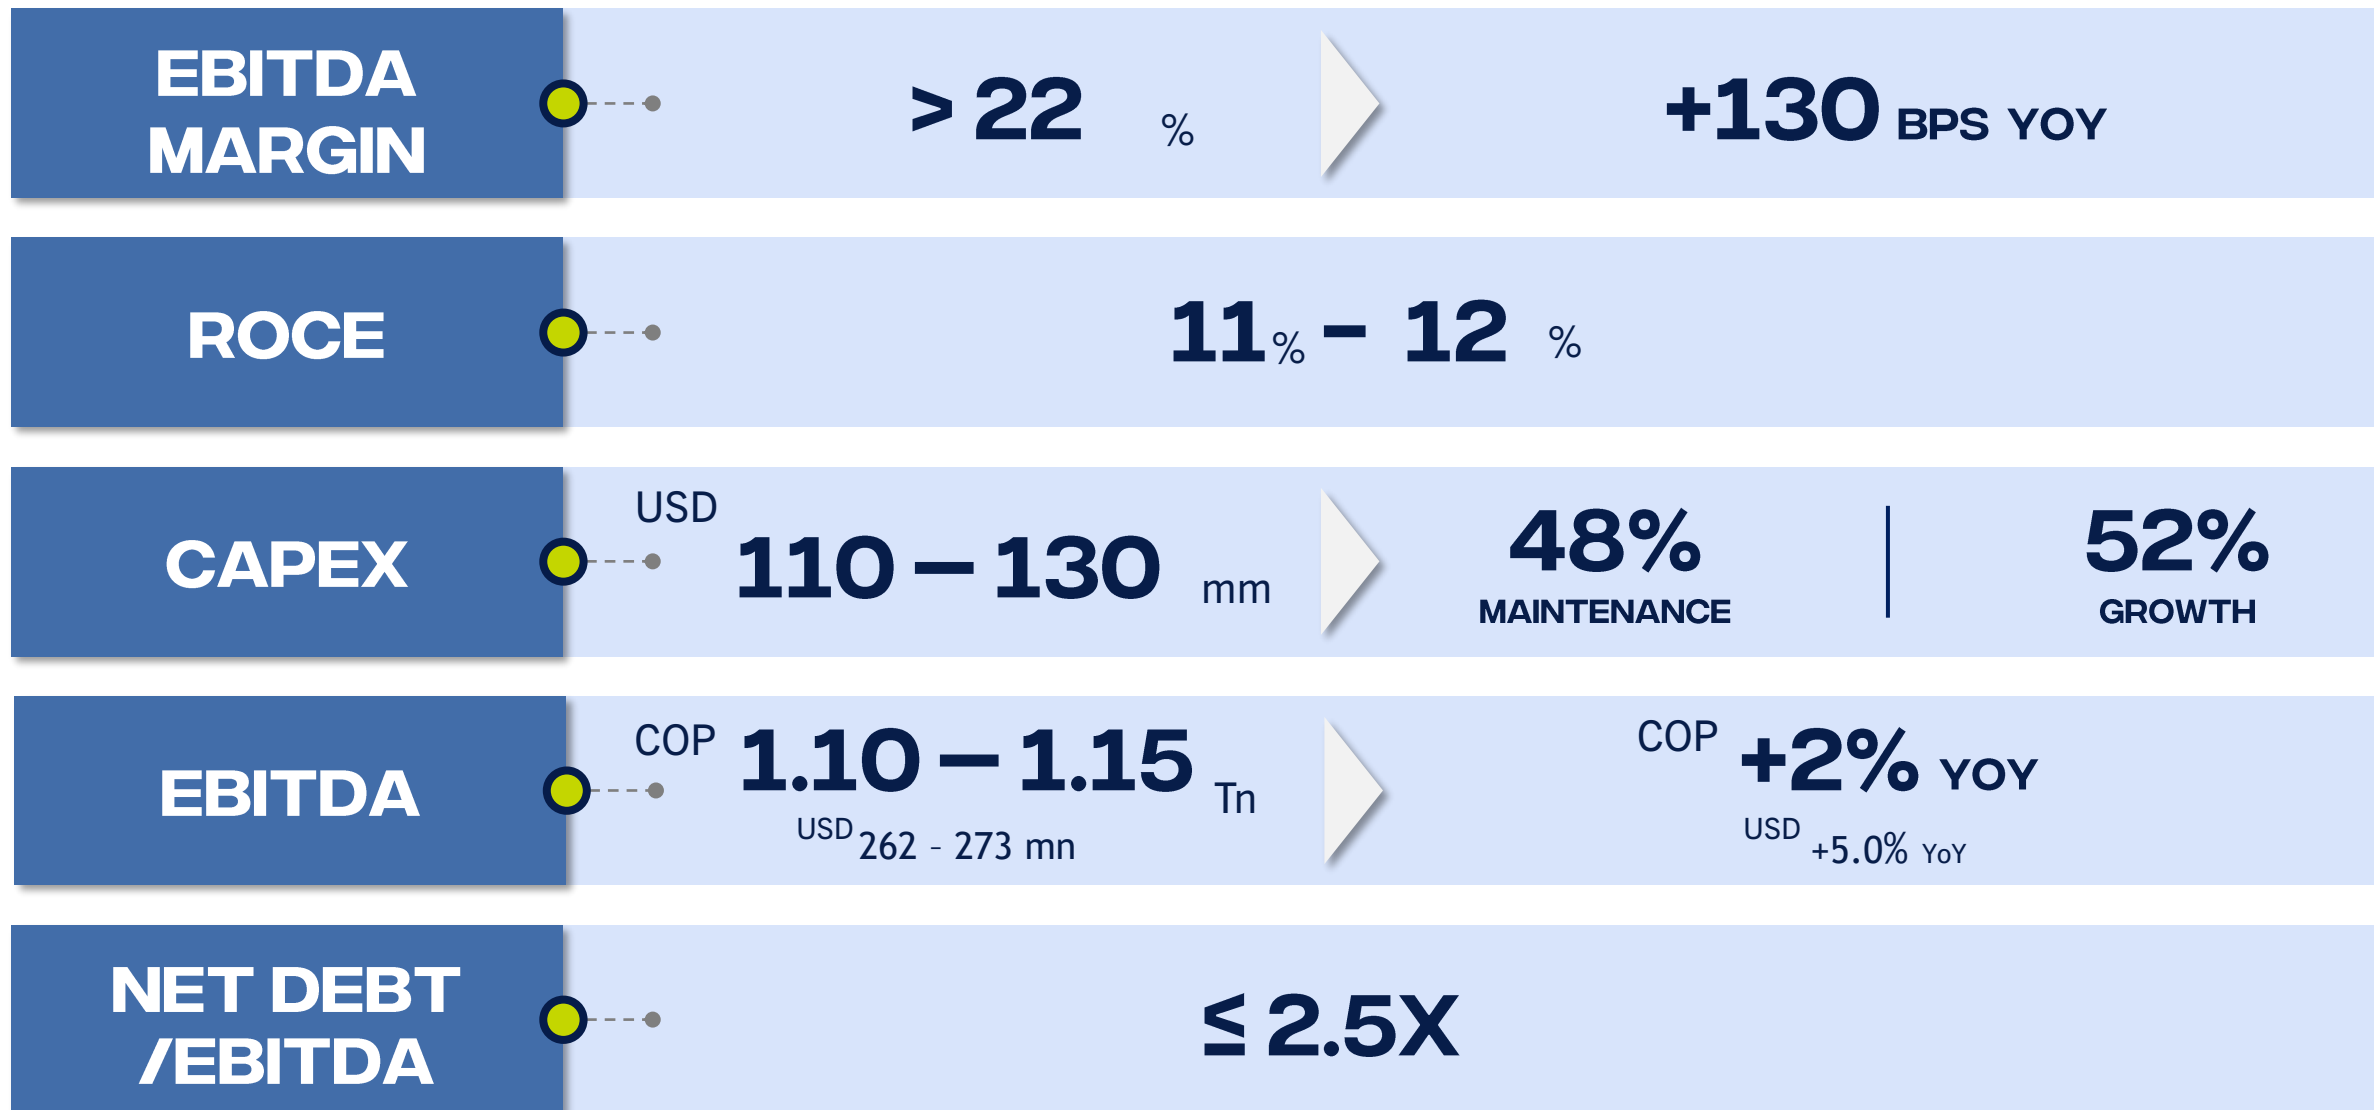 EBITDA
MARGIN
> 22 %
+130 BPS YOY
ROCE
11% - 12 %
CAPEX
USD 110 – 130 mm
48%
MAINTENANCE
52%
GROWTH
EBITDA
COP 1.10 – 1.15 Tn
USD 262 - 273 mn
COP +2% YOY
USD +5.0% YoY
NET DEBT
/EBITDA
≤ 2.5X